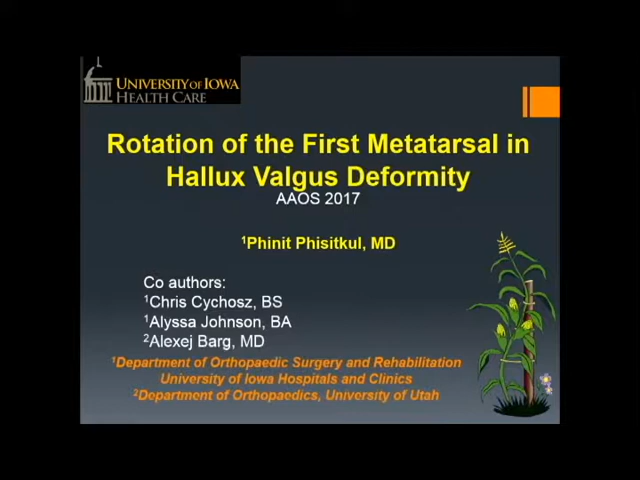 UNIVERSITY OF IOWA
HEALTH CARE
Rotation of the First Metatarsal in
Hallux Valgus Deformity
AAOS 2017
¹Phinit Phisitkul, MD
Co authors:
¹Chris Cychosz, BS
¹Alyssa Johnson, BA
²Alexej Barg, MD
¹Department of Orthopaedic Surgery and Rehabilitation
University of Iowa Hospitals and Clinics
²Department of Orthopaedics, University of Utah